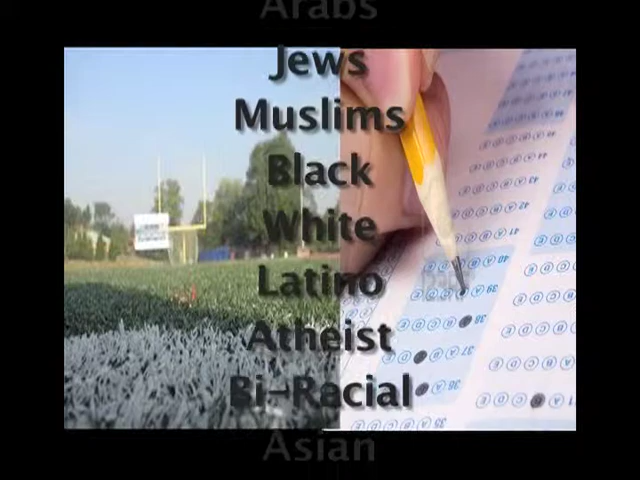 Arabs
Jews
Muslims
Black
White
Latino
Atheist
Bi-Racial
Asian